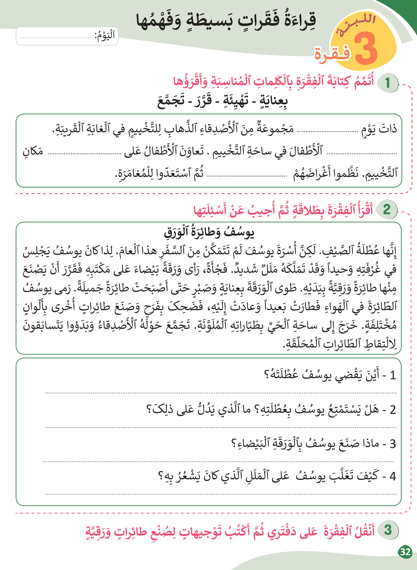 اللبنة
3
فقرة
قِراءَةُ فَقَراتٍ بَسيطَةٍ وَفَهْمُها
اَلْيَوْمُ: ........................
1 أُتَمِّمُ كِتابَةَ الْفِقْرَةِ بِالْكَلِماتِ الْمُناسِبَةِ وَأَقْرَؤُها
بِعِنايَةٍ - تَهْيِئَةِ - قَرَّرَ - تَجَمَّعَ
ذاتَ يَوْمٍ ........................ مَجْموعَةٌ مِنَ الْأَصْدِقاءِ الذَّهابَ لِلتَّخْييمِ في الْغابَةِ الْقَريبَةِ.
........................ الْأَطْفالُ في ساحَةِ التَّخْييمِ . تَعاوَنَ الْأَطْفالُ عَلى ........................ مَكانِ
التَّخْييمِ. نَظَّموا أَغْراضَهُمْ ........................ ثُمَّ اسْتَعَدّوا لِلْمُغامَرَةِ.
2 أَقْرَأُ الْفِقْرَةَ بِطَلاقَةٍ ثُمَّ أُجيبُ عَنْ أَسْئِلَتِها
يوسُفُ وَطائِرَةُ الْوَرَقِ
إِنَّها عُطْلَةُ الصَّيْفِ. لَكِنَّ أُسْرَةَ يوسُفَ لَمْ تَتَمَكَّنْ مِنَ السَّفَرِ هذا الْعامَ. لِذا كانَ يوسُفُ يَجْلِسُ
في غُرْفَتِهِ وَحيداً وَقَدْ تَمَلَّكَهُ مَلَلٌ شَديدٌ. فَجْأَةً، رَأى وَرَقَةً بَيْضاءَ عَلى مَكْتَبِهِ فَقَرَّرَ أَنْ يَصْنَعَ
مِنْها طائِرَةً وَرَقِيَّةً بِيَدَيْهِ. طَوى الْوَرَقَةَ بِعِنايَةٍ وَصَبْرٍ حَتّى أَصْبَحَتْ طائِرَةً جَميلَةً. رَمى يوسُفُ
الطّائِرَةَ في الْهَواءِ فَطارَتْ بَعيداً وَعادَتْ إِلَيْهِ، فَضَحِكَ بِفَرَحٍ وَصَنَعَ طائِراتٍ أُخْرى بِأَلْوانٍ
مُخْتَلِفَةٍ. خَرَجَ إِلى ساحَةِ الْحَيِّ بِطَيّاراتِهِ الْمُلَوَّنَةِ. تَجَمَّعَ حَوْلَهُ الْأَصْدِقاءُ وَبَدَؤوا يَتَسابَقونَ
لِالْتِقاطِ الطّائِراتِ الْمُحَلِّقَةِ.
1 - أَيْنَ يَقْضي يوسُفُ عُطْلَتَهُ؟
2 - هَلْ يَسْتَمْتِعُ يوسُفُ بِعُطْلَتِهِ؟ ما الَّذي يَدُلُّ عَلى ذلِكَ؟
3 - ماذا صَنَعَ يوسُفُ بِالْوَرَقَةِ الْبَيْضاءِ؟
4 - كَيْفَ تَغَلَّبَ يوسُفُ عَلى الْمَلَلِ الَّذي كانَ يَشْعُرُ بِهِ؟
3 أَنْقُلُ الْفِقْرَةَ عَلى دَفْتَري ثُمَّ أَكْتُبُ تَوْجيهاتٍ لِصُنْعِ طائِراتٍ وَرَقِيَّةٍ
32